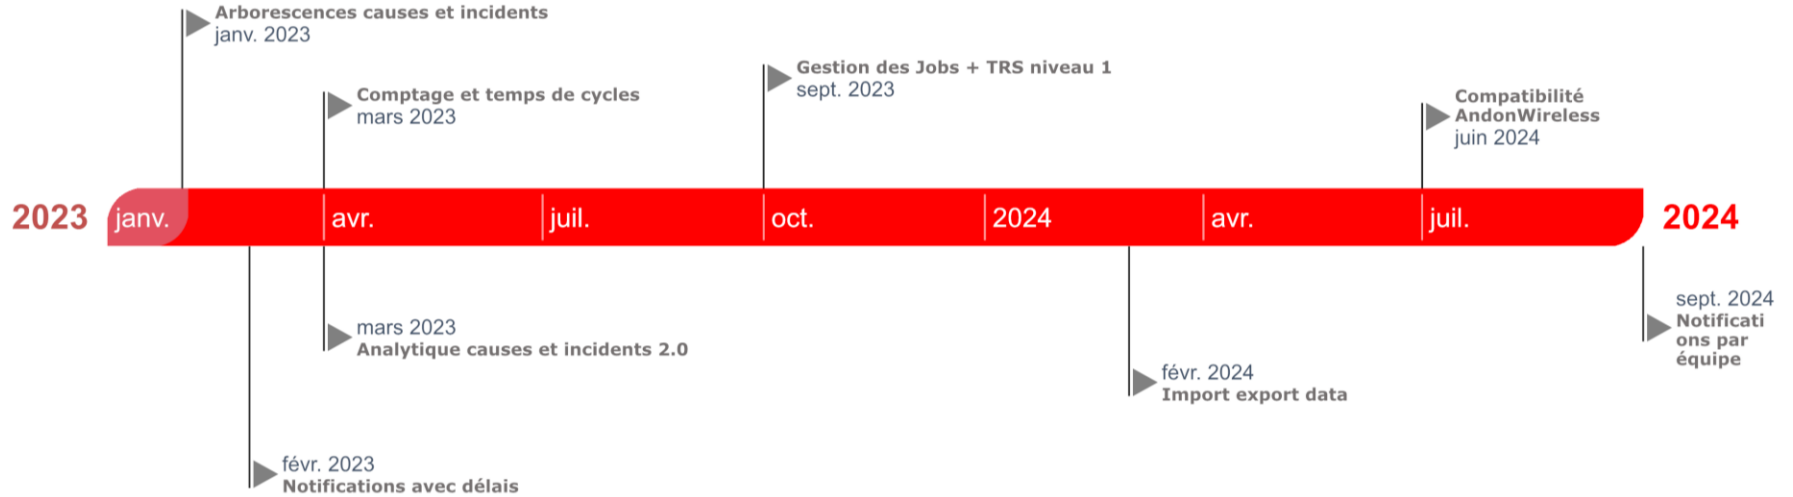 Arborescences causes et incidents
janv. 2023
Gestion des Jobs + TRS niveau 1
sept. 2023
Comptage et temps de cycles
mars 2023
Compatibilité
AndonWireless
juin 2024
2023 janv. avr. juil. oct. 2024 avr. juil. 2024
sept. 2024
Notificati
ons par
équipe
mars 2023
Analytique causes et incidents 2.0
févr. 2024
Import export data
févr. 2023
Notifications avec délais